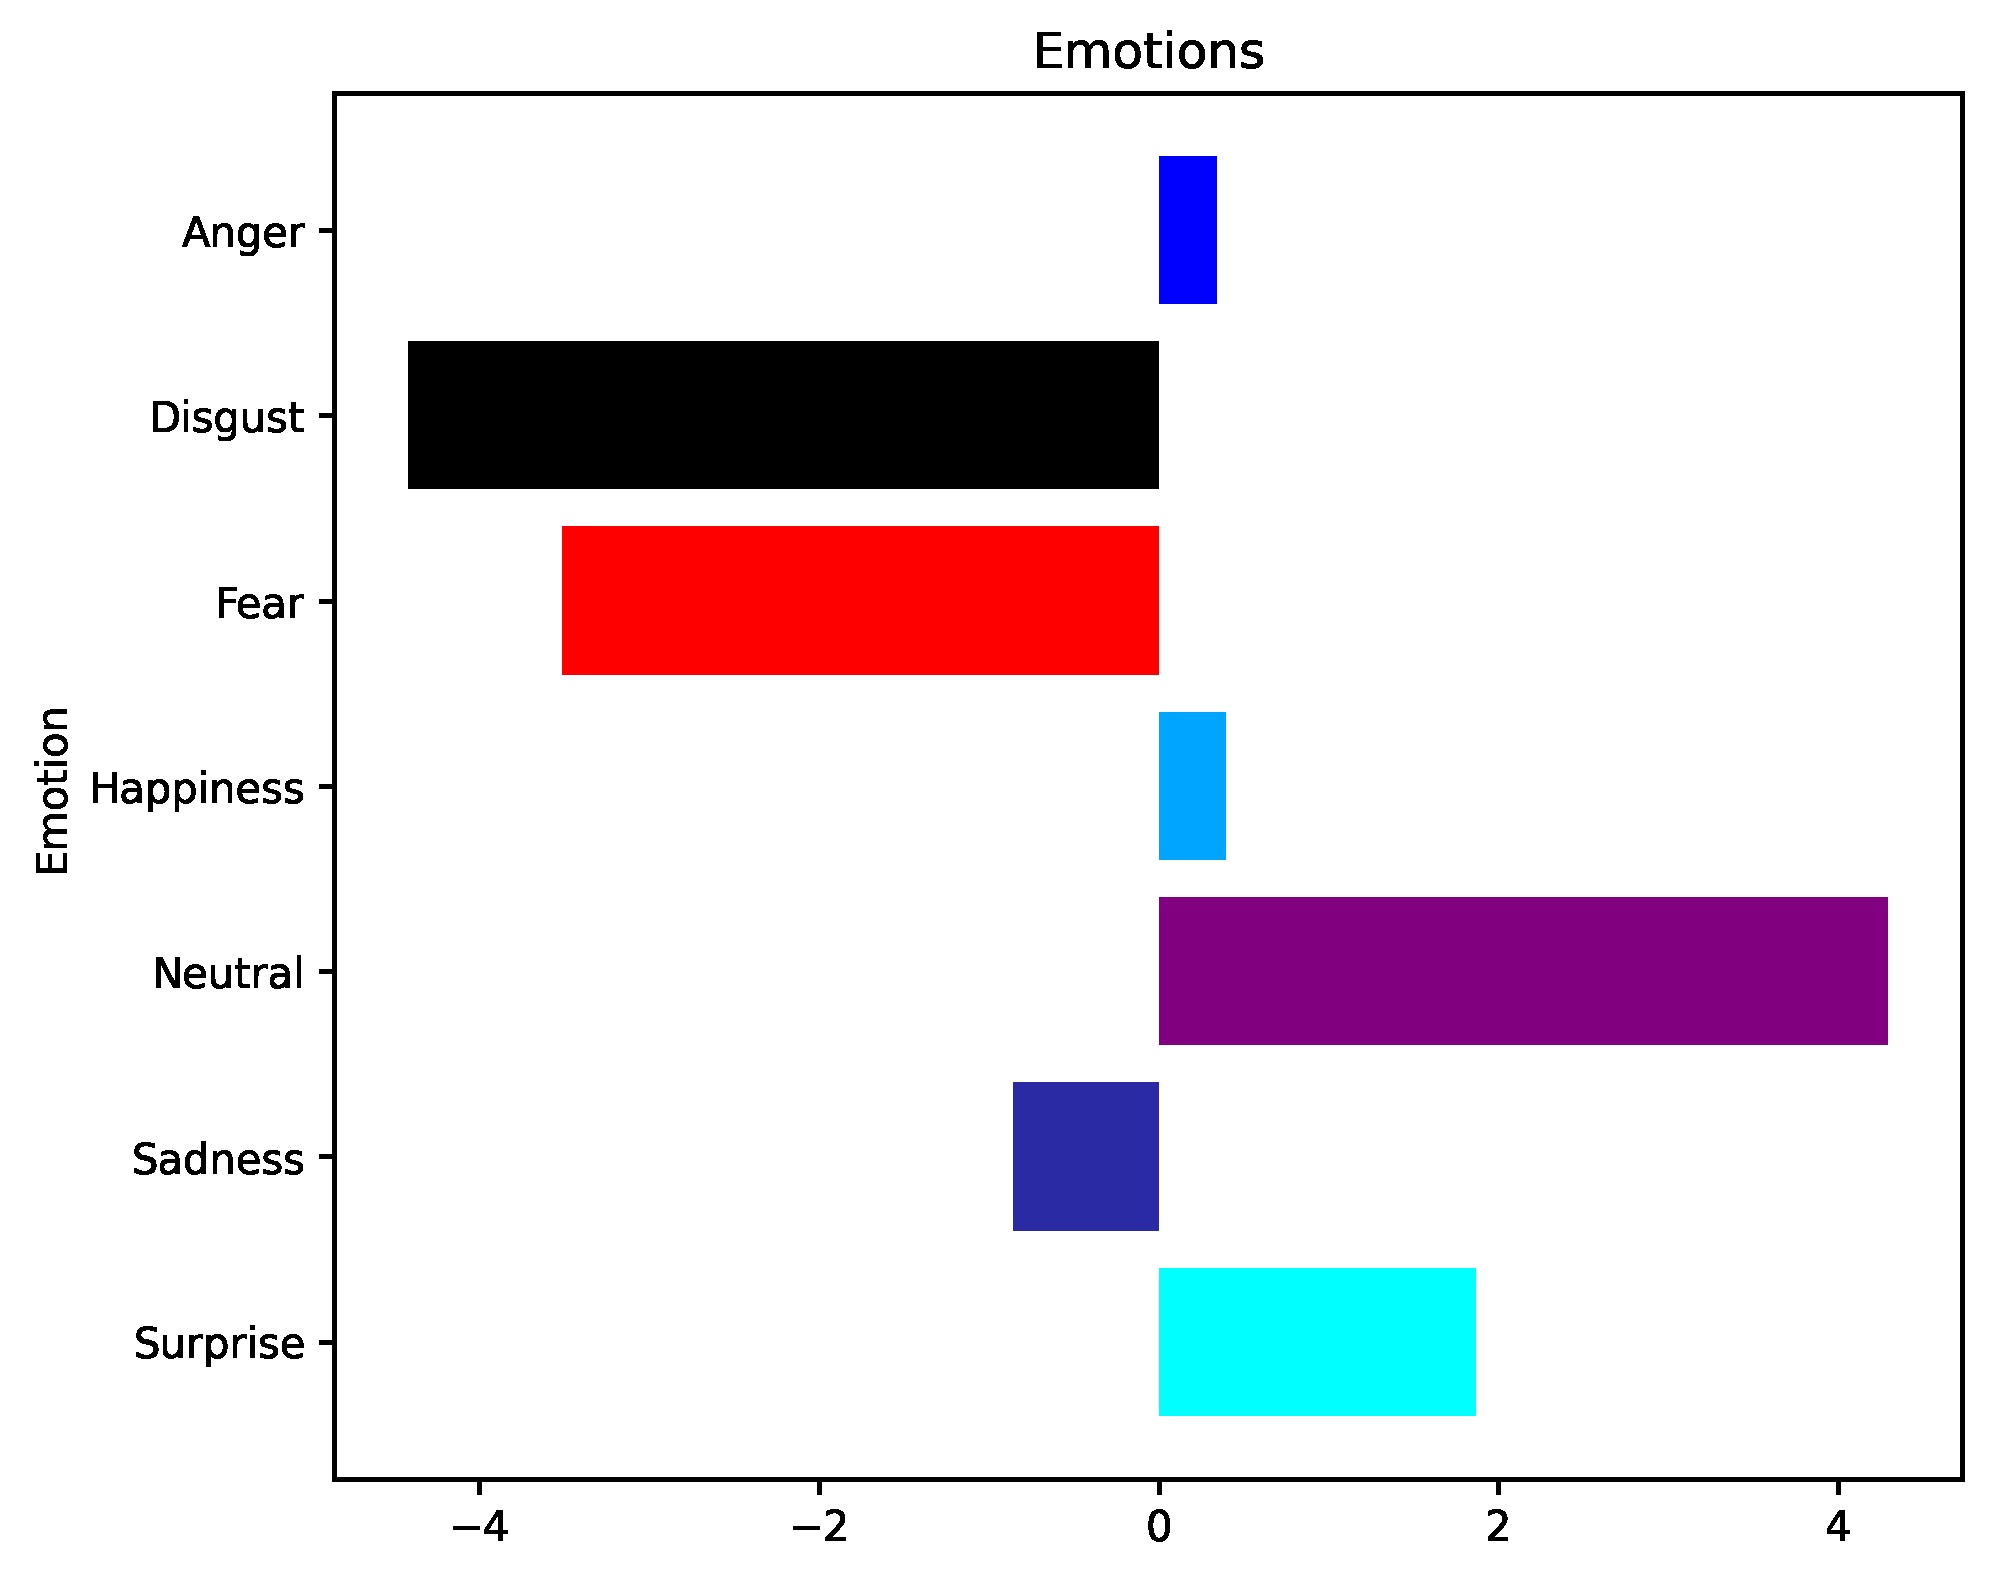 Emotions
Emotion
Anger
Disgust
Fear
Happiness
Neutral
Sadness
Surprise
−4 −2 0 2 4